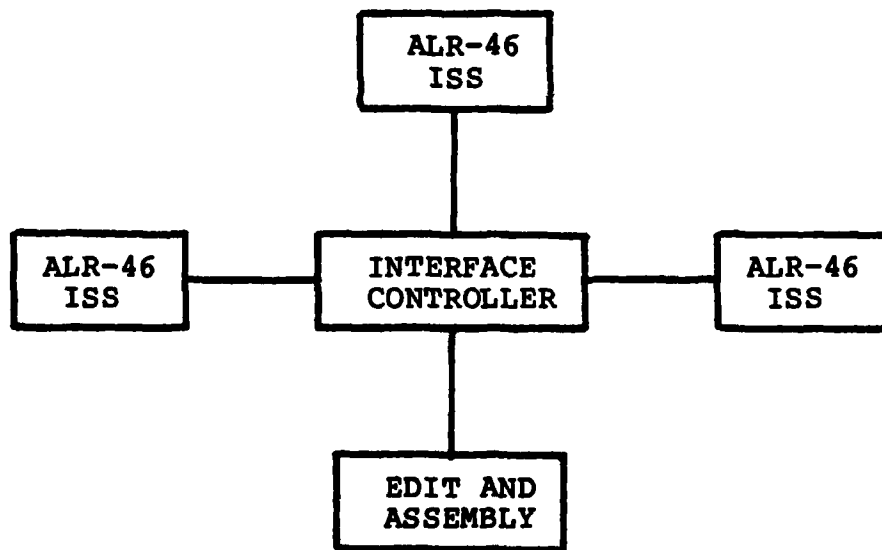 ALR-46
ISS
ALR-46
ISS
INTERFACE
CONTROLLER
ALR-46
ISS
EDIT AND
ASSEMBLY